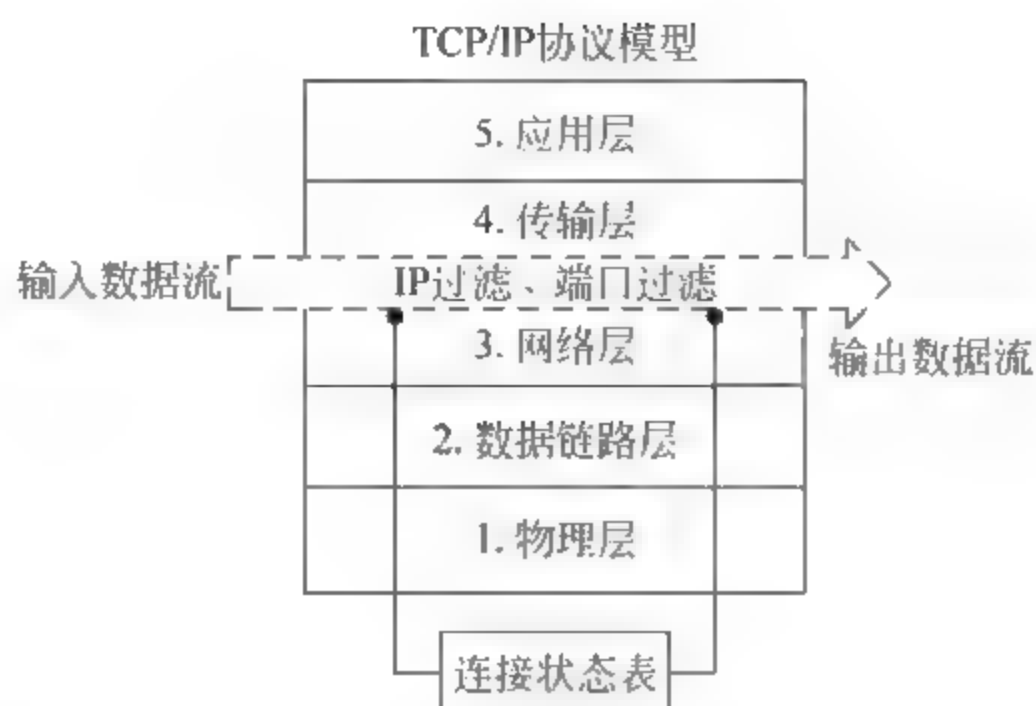 TCP/IP协议模型
5. 应用层
4. 传输层
输入数据流
IP过滤、端口过滤
3. 网络层
输出数据流
2. 数据链路层
1. 物理层
连接状态表